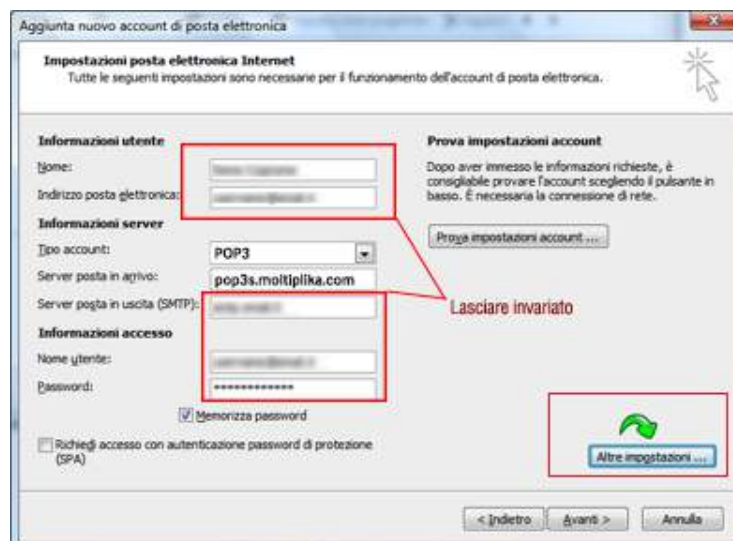 Aggiunta nuovo account di posta elettronica
Impostazioni posta elettronica Internet
Tutte le seguenti impostazioni sono necessarie per il funzionamento dell'account di posta elettronica.
Informazioni utente
Nome:
Indirizzo posta elettronica:
Informazioni server
Tipo account:
POP3
Server posta in arrivo:
pop3s.moltiplika.com
Server posta in uscita (SMTP):
Informazioni accesso
Nome utente:
Password:
************
Memorizza password
Richiedi accesso con autenticazione password di protezione
(SPA)
Prova impostazioni account
Dopo aver immesso le informazioni richieste, è
consigliabile provare l'account scegliendo il pulsante in
basso. È necessaria la connessione di rete.
Prova impostazioni account ...
Lasciare invariato
Altre impostazioni ...
< Indietro
Avanti >
Annulla